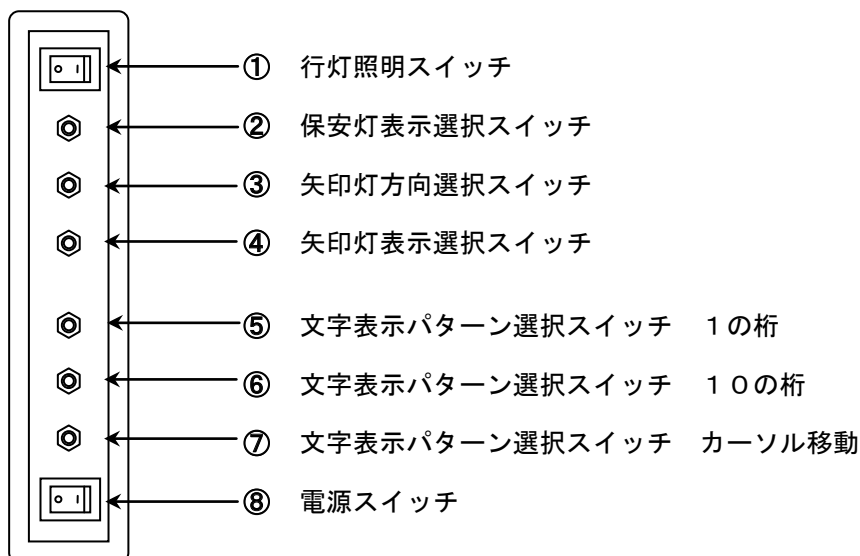 ① 行灯照明スイッチ
② 保安灯表示選択スイッチ
③ 矢印灯方向選択スイッチ
④ 矢印灯表示選択スイッチ
⑤ 文字表示パターン選択スイッチ　１の桁
⑥ 文字表示パターン選択スイッチ　１０の桁
⑦ 文字表示パターン選択スイッチ　カーソル移動
⑧ 電源スイッチ